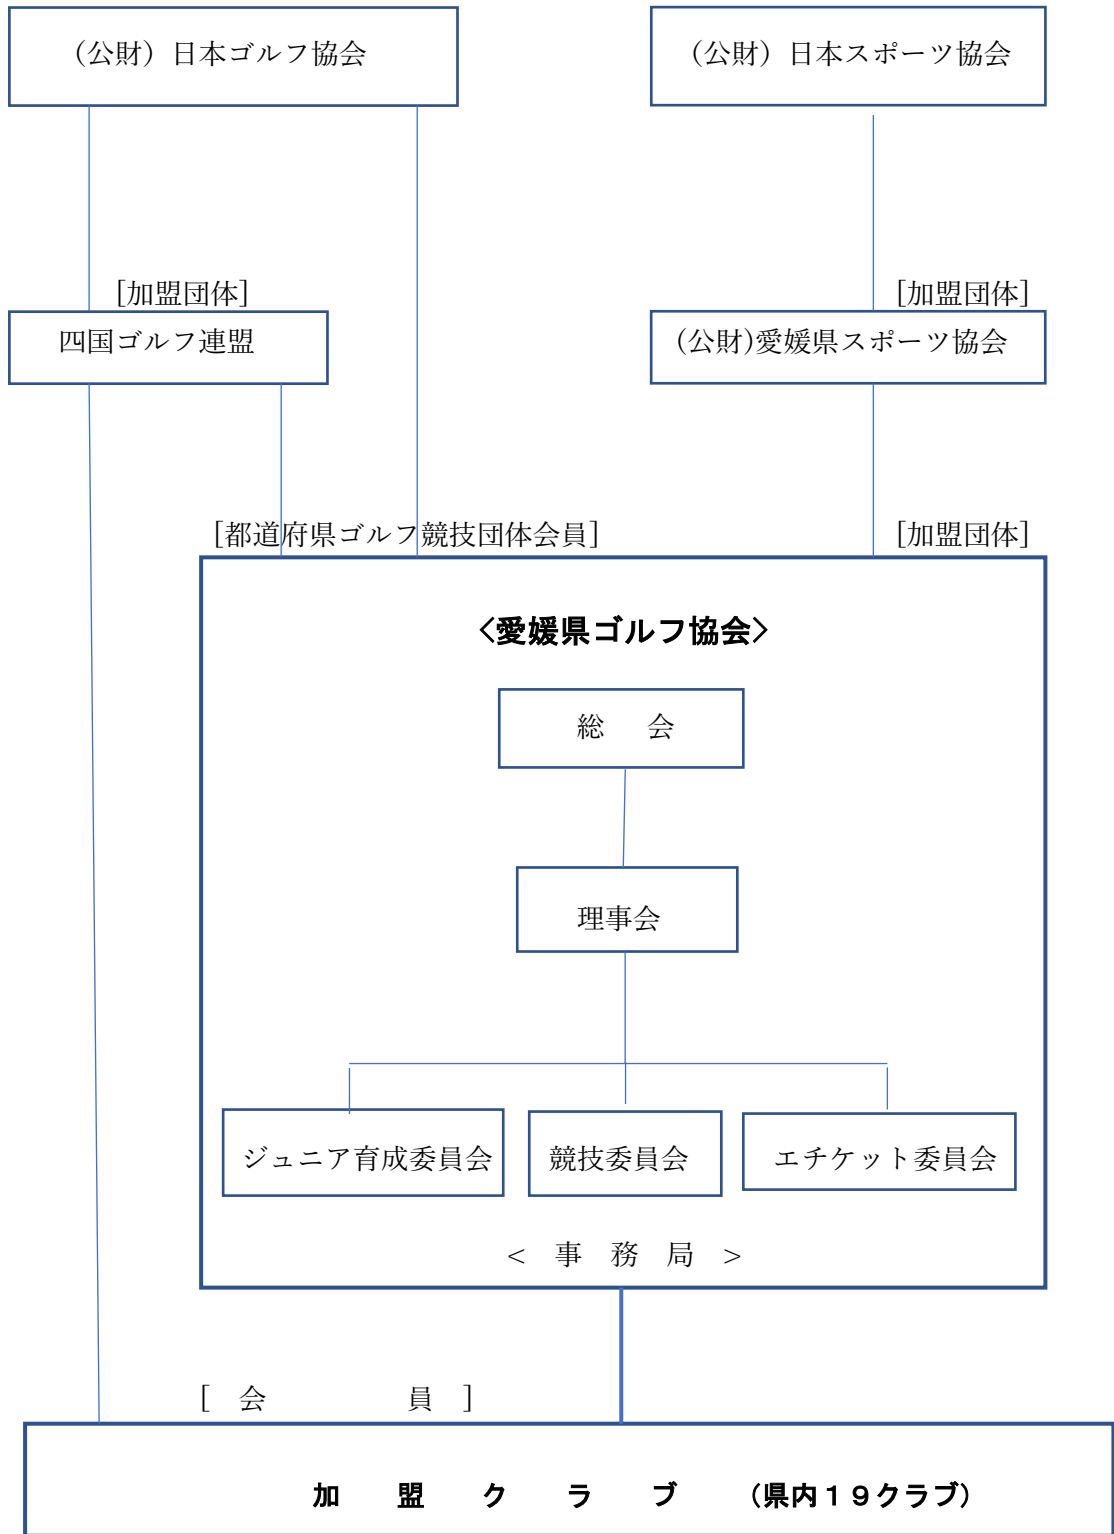 （公財）日本ゴルフ協会
（公財）日本スポーツ協会
[加盟団体]
[加盟団体]
四国ゴルフ連盟
(公財)愛媛県スポーツ協会
[都道府県ゴルフ競技団体会員]
[加盟団体]
<愛媛県ゴルフ協会>
総　会
理事会
ジュニア育成委員会
競技委員会
エチケット委員会
＜　事　務　局　＞
[　会　　　　　員　]
加　盟　ク　ラ　ブ　（県内１９クラブ）